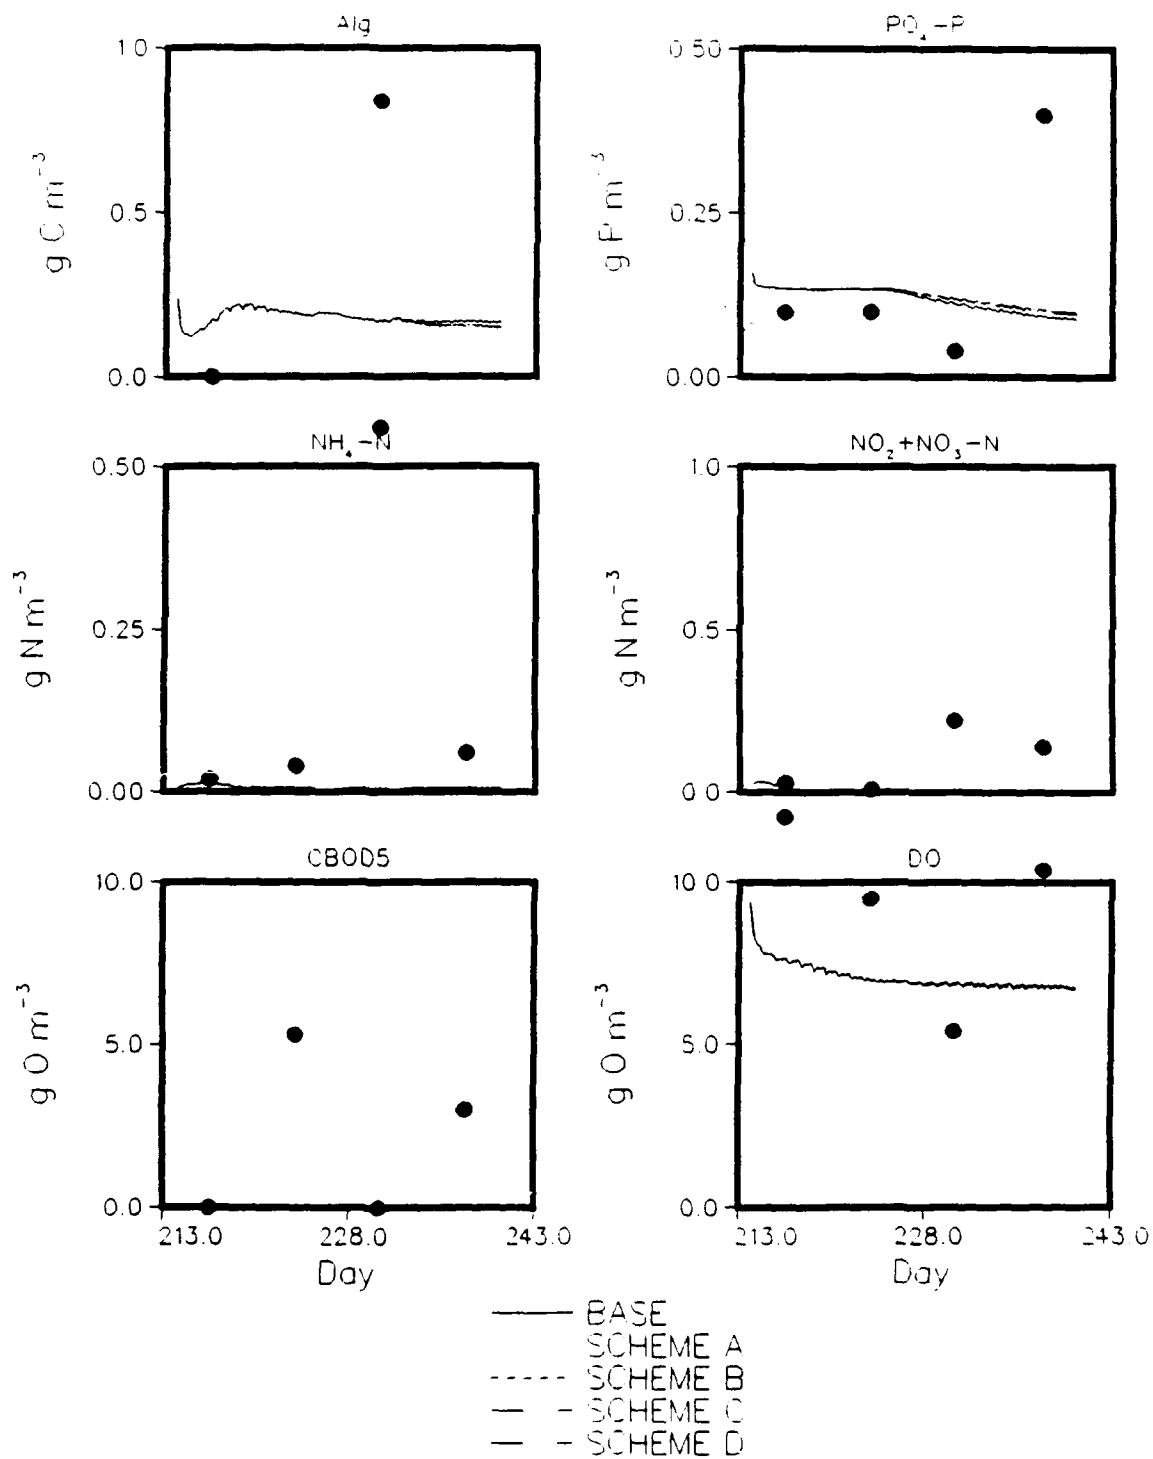 Alg
PO₄-P
1.0
0.5
0.0
g C m⁻³
0.50
0.25
0.00
g P m⁻³
NH₄-N
NO₂+NO₃-N
0.50
0.25
0.00
g N m⁻³
1.0
0.5
0.0
g N m⁻³
CBOD5
DO
10.0
5.0
0.0
g O m⁻³
10.0
5.0
0.0
g O m⁻³
213.0 228.0 243.0
Day
213.0 228.0 243.0
Day
BASE
SCHEME A
SCHEME B
SCHEME C
SCHEME D